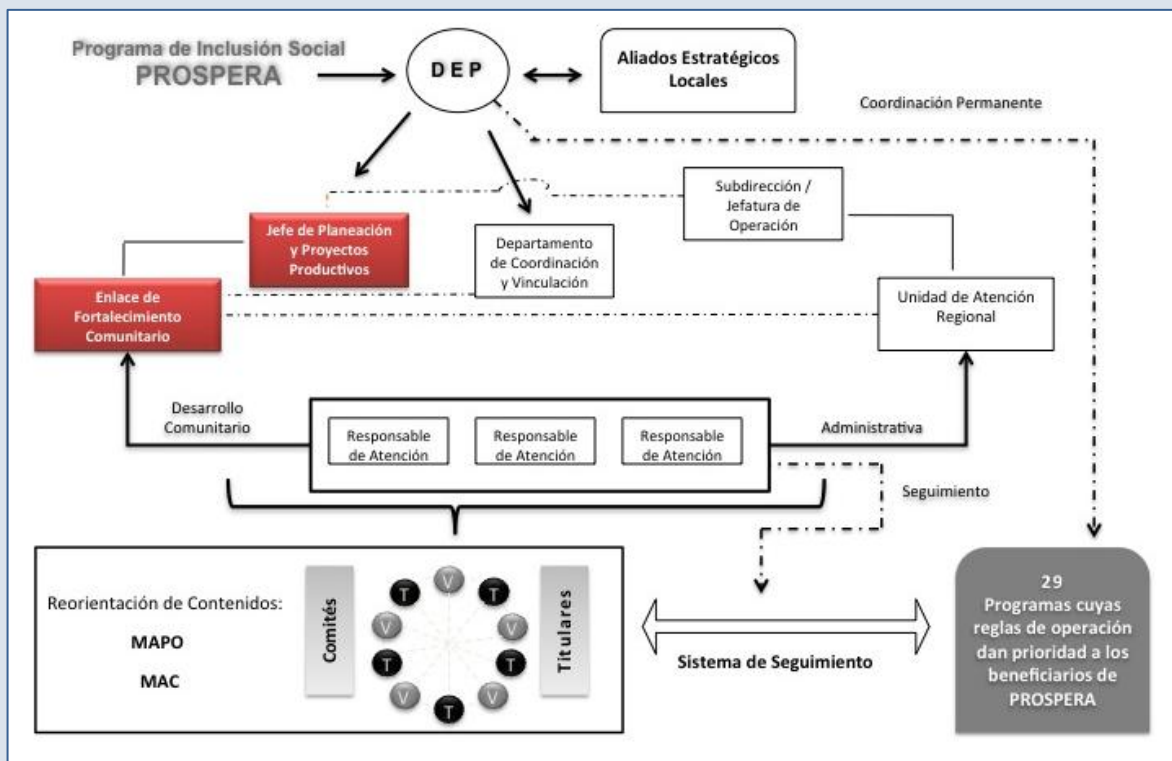 Programa de Inclusión Social
PROSPERA
DEP
Aliados Estratégicos
Locales
Coordinación Permanente
Subdirección /
Jefatura de
Operación
Jefe de Planeación
y Proyectos
Productivos
Departamento
de Coordinación
y Vinculación
Enlace de
Fortalecimiento
Comunitario
Unidad de Atención
Regional
Desarrollo
Comunitario
Responsable
de Atención
Responsable
de Atención
Responsable
de Atención
Administrativa
Seguimiento
Reorientación de Contenidos:
MAPO
MAC
Comités
V
T
T
V
V
T
T
V
V
T
Titulares
Sistema de Seguimiento
29
Programas cuyas
reglas de operación
dan prioridad a los
beneficiarios de
PROSPERA